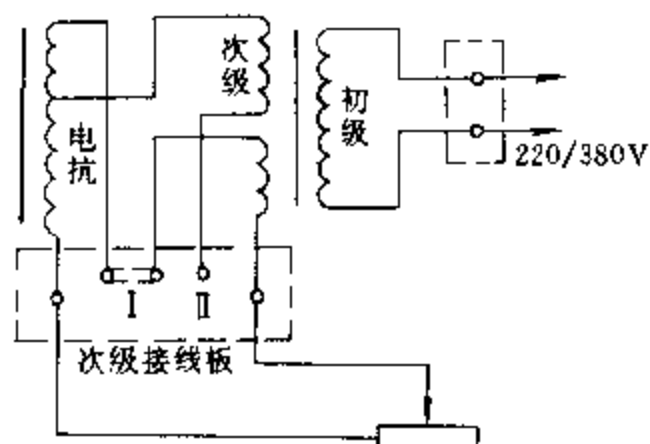 次级
初级
电抗
220/380V
I II
次级接线板